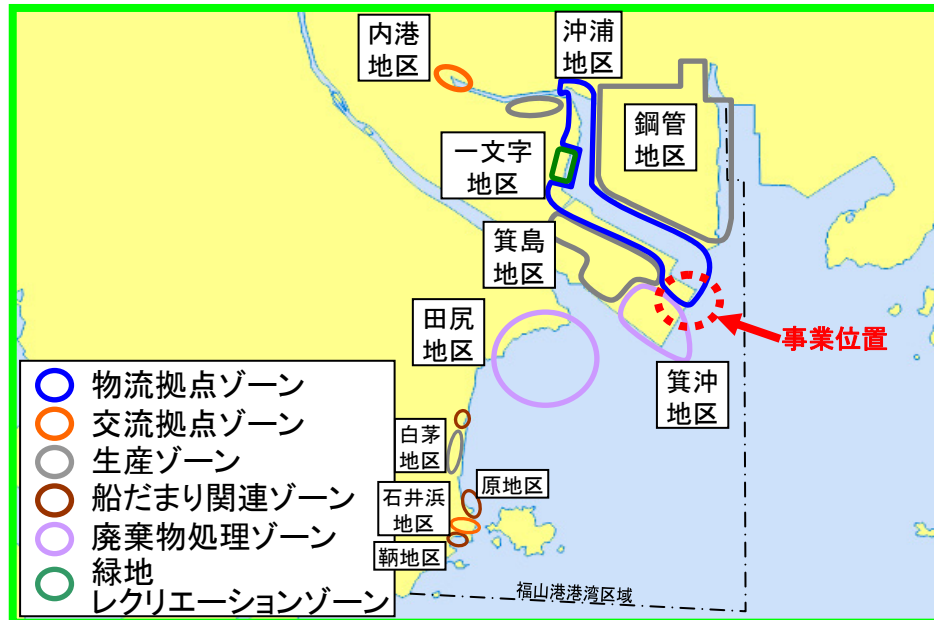 内港
地区
沖浦
地区
鋼管
地区
一文字
地区
箕島
地区
田尻
地区
事業位置
箕沖
地区
物流拠点ゾーン
交流拠点ゾーン
生産ゾーン
船だまり関連ゾーン
廃棄物処理ゾーン
緑地
レクリエーションゾーン
白茅
地区
原地区
石井浜
地区
鞆地区
福山港港湾区域